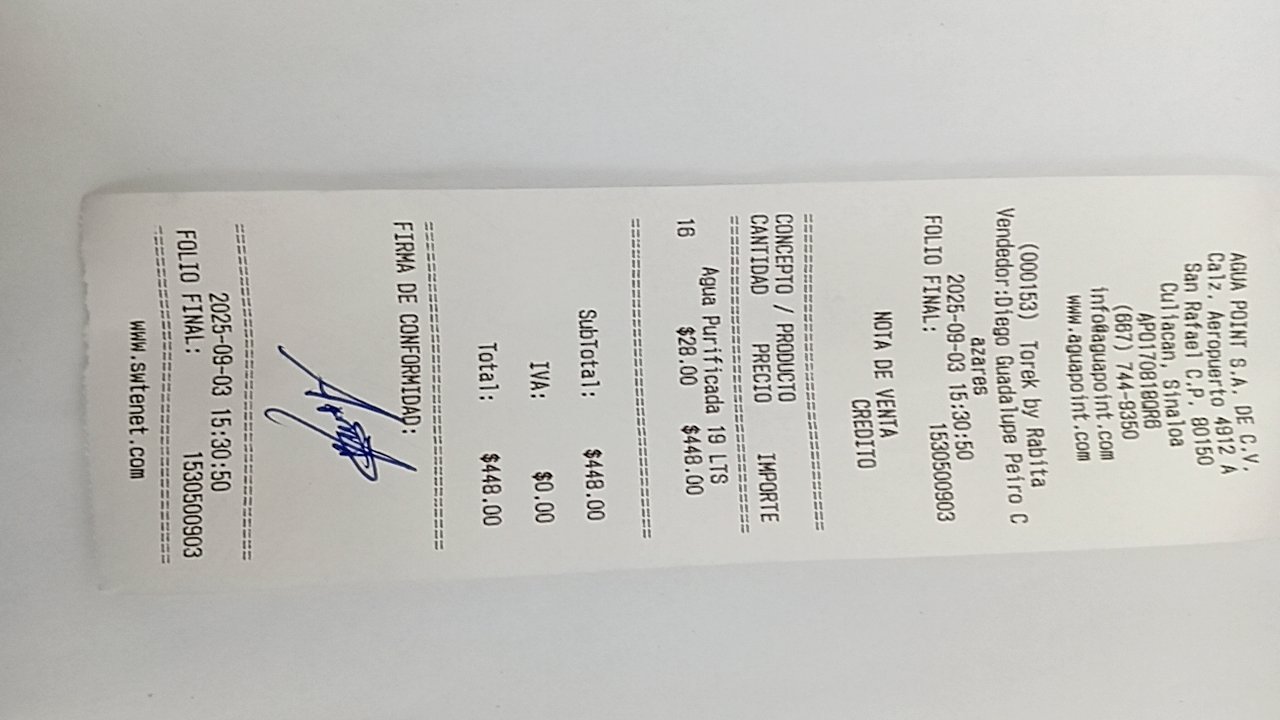 AGUA POINT S.A. DE C.V.
Calz. Aeropuerto 4912 A
San Rafael C.P. 80150
Culiacan, Sinaloa
APO170818QR6
(667) 744-9350
info@aguapoint.com
www.aguapoint.com
(000153) Torek by Rabita
Vendedor:Diego Guadalupe Peiro C
azares
2025-09-03 15:30:50
FOLIO FINAL: 1530500903
NOTA DE VENTA
CREDITO
================================
CONCEPTO / PRODUCTO
CANTIDAD PRECIO IMPORTE
================================
Agua Purificada 19 LTS
16 $28.00 $448.00
================================
SubTotal: $448.00
IVA: $0.00
Total: $448.00
================================
FIRMA DE CONFORMIDAD:
================================
2025-09-03 15:30:50
FOLIO FINAL: 1530500903
================================
www.swtenet.com